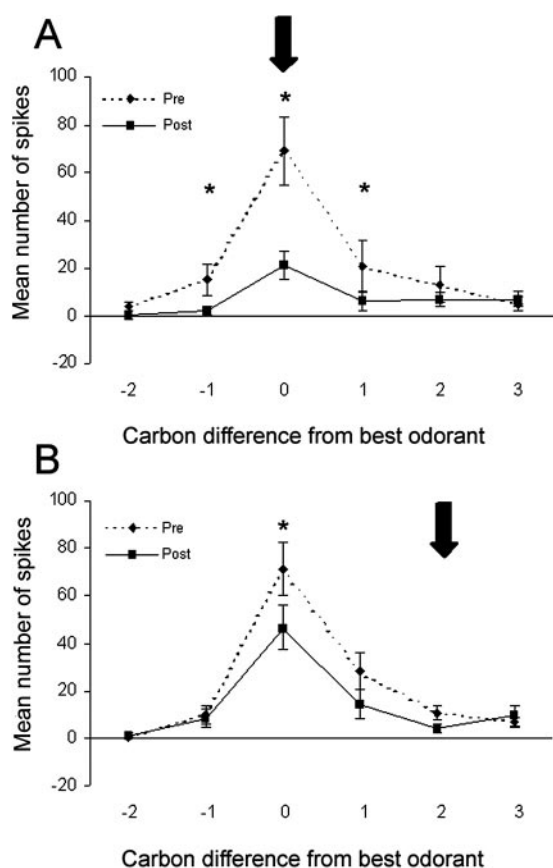 A
100
80
60
40
20
0
-20
Mean number of spikes
Pre
Post
*
*
*
-2 -1 0 1 2 3
Carbon difference from best odorant
B
100
80
60
40
20
0
-20
Mean number of spikes
Pre
Post
*
-2 -1 0 1 2 3
Carbon difference from best odorant